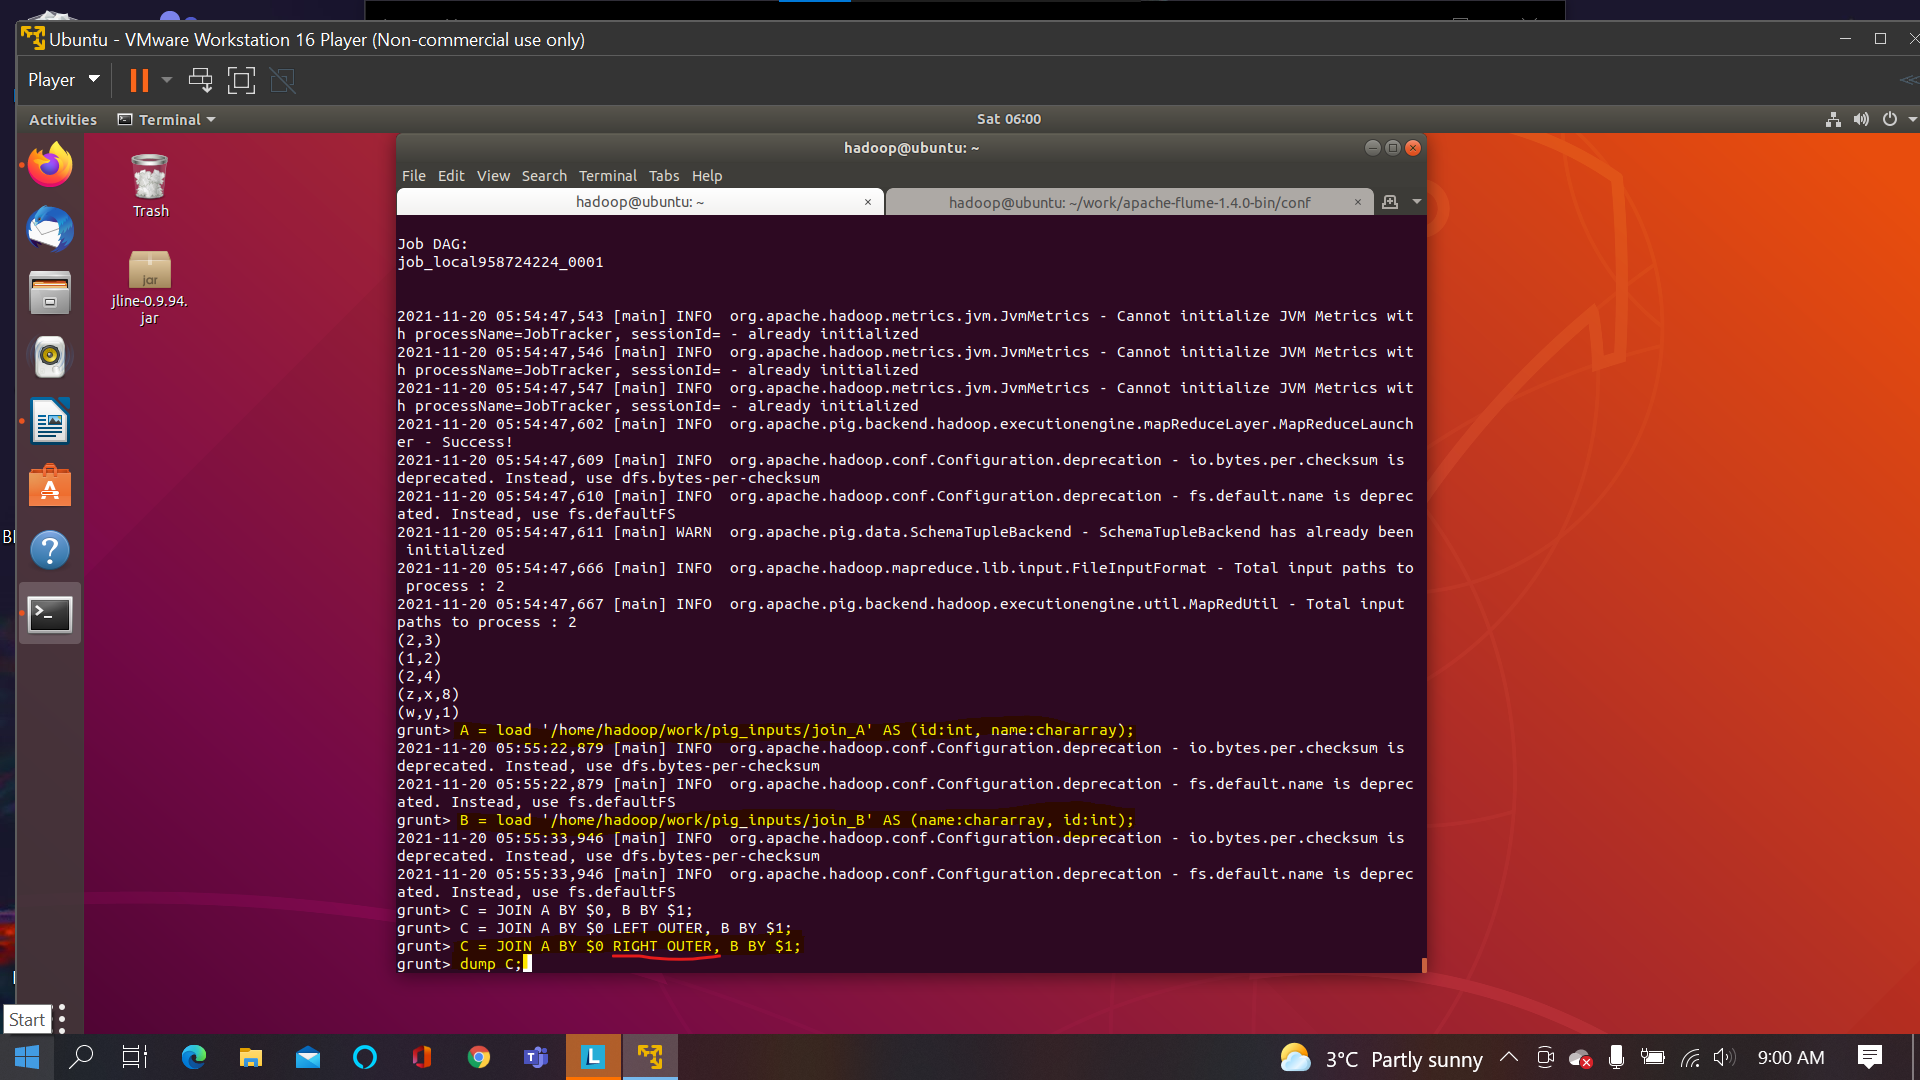 Ubuntu - VMware Workstation 16 Player (Non-commercial use only)
Player
Activities
Terminal
Sat 06:00
Trash
jar
jline-0.9.94.
jar
hadoop@ubuntu: ~
File Edit View Search Terminal Tabs Help
hadoop@ubuntu: ~ ×
hadoop@ubuntu: ~/work/apache-flume-1.4.0-bin/conf ×
Job DAG:
job_local958724224_0001
2021-11-20 05:54:47,543 [main] INFO  org.apache.hadoop.metrics.jvm.JvmMetrics - Cannot initialize JVM Metrics wit
h processName=JobTracker, sessionId= - already initialized
2021-11-20 05:54:47,546 [main] INFO  org.apache.hadoop.metrics.jvm.JvmMetrics - Cannot initialize JVM Metrics wit
h processName=JobTracker, sessionId= - already initialized
2021-11-20 05:54:47,547 [main] INFO  org.apache.hadoop.metrics.jvm.JvmMetrics - Cannot initialize JVM Metrics wit
h processName=JobTracker, sessionId= - already initialized
2021-11-20 05:54:47,602 [main] INFO  org.apache.pig.backend.hadoop.executionengine.mapReduceLayer.MapReduceLaunch
er - Success!
2021-11-20 05:54:47,609 [main] INFO  org.apache.hadoop.conf.Configuration.deprecation - io.bytes.per.checksum is
deprecated. Instead, use dfs.bytes-per-checksum
2021-11-20 05:54:47,610 [main] INFO  org.apache.hadoop.conf.Configuration.deprecation - fs.default.name is deprec
ated. Instead, use fs.defaultFS
2021-11-20 05:54:47,611 [main] WARN  org.apache.pig.data.SchemaTupleBackend - SchemaTupleBackend has already been
 initialized
2021-11-20 05:54:47,666 [main] INFO  org.apache.hadoop.mapreduce.lib.input.FileInputFormat - Total input paths to
 process : 2
2021-11-20 05:54:47,667 [main] INFO  org.apache.pig.backend.hadoop.executionengine.util.MapRedUtil - Total input
paths to process : 2
(2,3)
(1,2)
(2,4)
(z,x,8)
(w,y,1)
grunt> A = load '/home/hadoop/work/pig_inputs/join_A' AS (id:int, name:chararray);
2021-11-20 05:55:22,879 [main] INFO  org.apache.hadoop.conf.Configuration.deprecation - io.bytes.per.checksum is
deprecated. Instead, use dfs.bytes-per-checksum
2021-11-20 05:55:22,879 [main] INFO  org.apache.hadoop.conf.Configuration.deprecation - fs.default.name is deprec
ated. Instead, use fs.defaultFS
grunt> B = load '/home/hadoop/work/pig_inputs/join_B' AS (name:chararray, id:int);
2021-11-20 05:55:33,946 [main] INFO  org.apache.hadoop.conf.Configuration.deprecation - io.bytes.per.checksum is
deprecated. Instead, use dfs.bytes-per-checksum
2021-11-20 05:55:33,946 [main] INFO  org.apache.hadoop.conf.Configuration.deprecation - fs.default.name is deprec
ated. Instead, use fs.defaultFS
grunt> C = JOIN A BY $0, B BY $1;
grunt> C = JOIN A BY $0 LEFT OUTER, B BY $1;
grunt> C = JOIN A BY $0 RIGHT OUTER, B BY $1;
grunt> dump C;
Start
3°C Partly sunny
9:00 AM